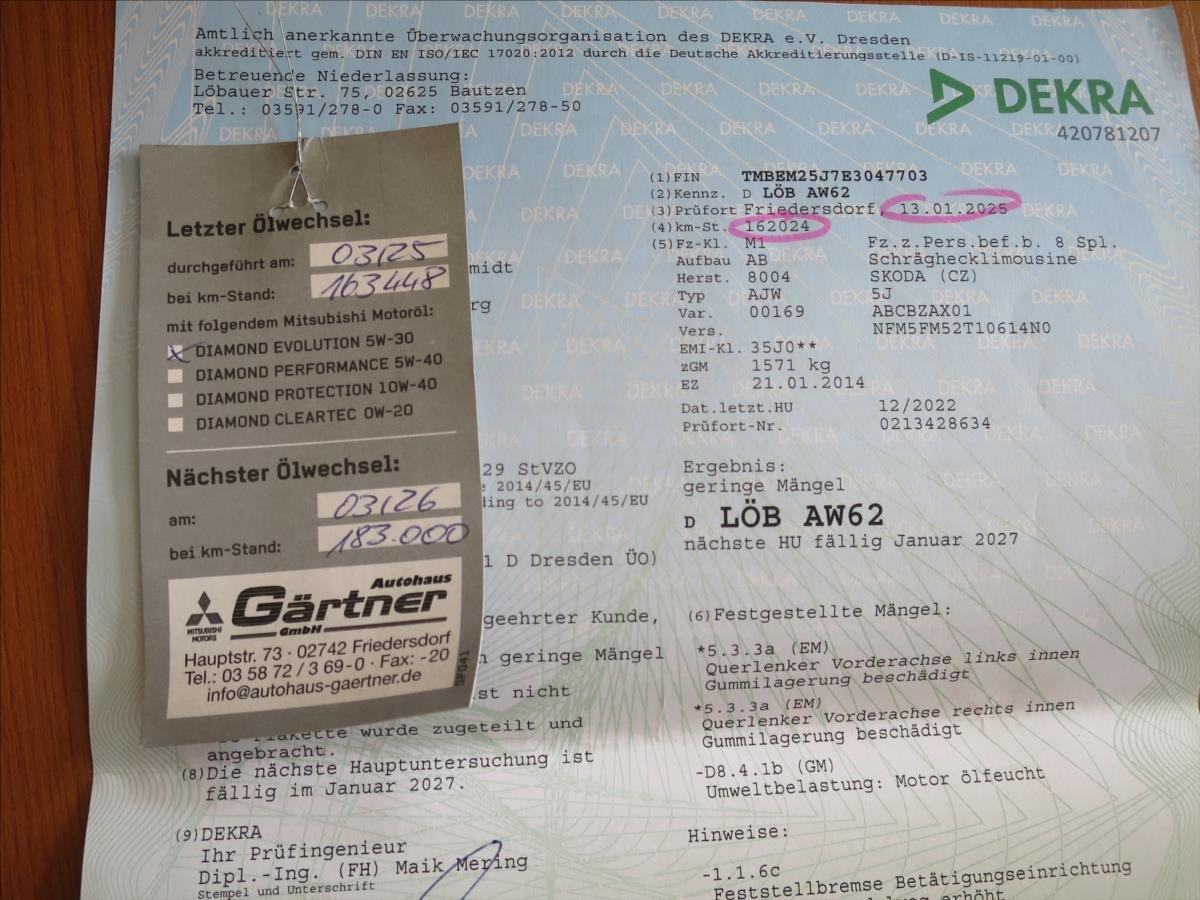 Amtlich anerkannte Überwachungsorganisation des DEKRA e.V. Dresden
akkreditiert gem. DIN EN ISO/IEC 17020:2012 durch die Deutsche Akkreditierungsstelle (D-IS-11219-01-00)
Betreuende Niederlassung:
Löbauer Str. 75, 02625 Bautzen
Tel.: 03591/278-0 Fax: 03591/278-50
DEKRA
420781207
(1) FIN TMBEM25J7E3047703
(2) Kennz. D LÖB AW62
(3) Prüfort Friedersdorf, 13.01.2025
(4) km-St. 162024
(5) Fz-Kl. M1 Fz.z.Pers.bef.b. 8 Spl.
Aufbau AB Schräghecklimousine
Herst. 8004 SKODA (CZ)
Typ AJW 5J
Var. 00169 ABCBZAX01
Vers. NFM5FM52T10614N0
EMI-Kl. 35J0**
zGM 1571 kg
EZ 21.01.2014
Dat.letzt.HU 12/2022
Prüfort-Nr. 0213428634
Ergebnis:
geringe Mängel
D LÖB AW62
nächste HU fällig Januar 2027
(6) Festgestellte Mängel:
*5.3.3a (EM)
Querlenker Vorderachse links innen
Gummilagerung beschädigt
*5.3.3a (EM)
Querlenker Vorderachse rechts innen
Gummilagerung beschädigt
-D8.4.1b (GM)
Umweltbelastung: Motor ölfeucht
Hinweise:
-1.1.6c
Feststellbremse Betätigungseinrichtung
erhöht
Letzter Ölwechsel:
durchgeführt am: 03/25
bei km-Stand: 163448
mit folgendem Mitsubishi Motoröl:
x DIAMOND EVOLUTION 5W-30
DIAMOND PERFORMANCE 5W-40
DIAMOND PROTECTION 10W-40
DIAMOND CLEARTEC 0W-20
Nächster Ölwechsel:
am: 03/26
bei km-Stand: 183.000
MITSUBISHI MOTORS
Autohaus
Gärtner
GmbH
Hauptstr. 73 · 02742 Friedersdorf
Tel.: 03 58 72 / 3 69-0 · Fax: -20
info@autohaus-gaertner.de
SF041
midt
rg
29 StVZO
e 2014/45/EU
ding to 2014/45/EU
1 D Dresden ÜO)
geehrter Kunde,
n geringe Mängel
st nicht
Plakette wurde zugeteilt und
angebracht.
(8) Die nächste Hauptuntersuchung ist
fällig im Januar 2027.
(9) DEKRA
Ihr Prüfingenieur
Dipl.-Ing. (FH) Maik Mering
Stempel und Unterschrift